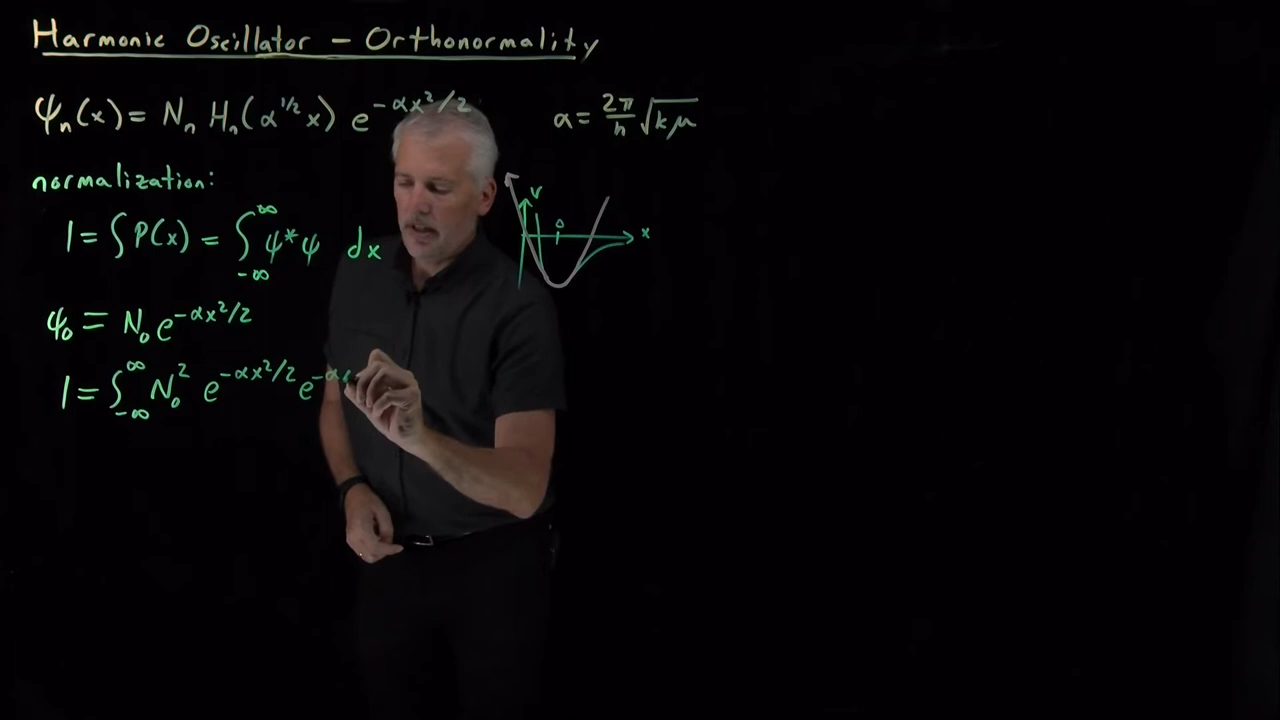 Harmonic Oscillator – Orthonormality
ψₙ(x) = Nₙ Hₙ(α^{1/2} x) e^{-αx²/2}
α = 2π/h √kμ
normalization:
1 = ∫ P(x) = ∫_{-∞}^{∞} ψ*ψ dx
V
0
x
ψ₀ = N₀ e^{-αx²/2}
1 = ∫_{-∞}^{∞} N₀² e^{-αx²/2} e^{-α